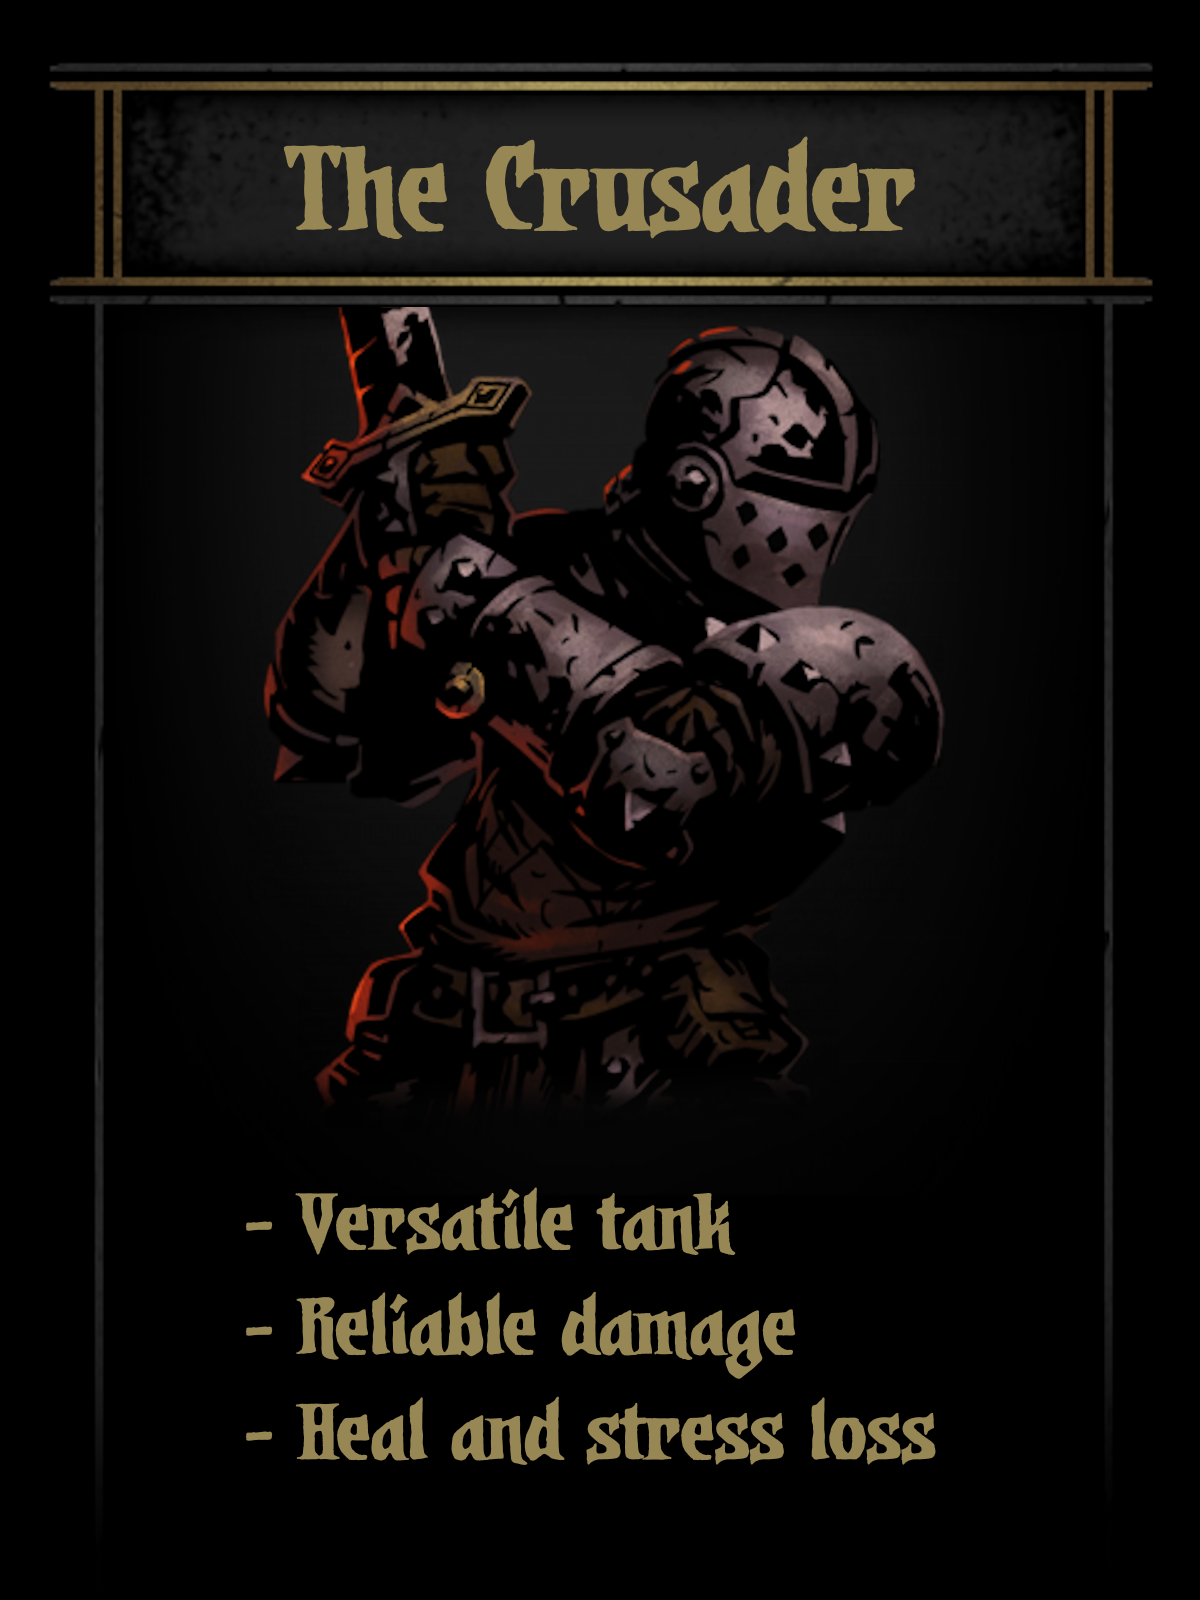 The Crusader
- Versatile tank
- Reliable damage
- Heal and stress loss